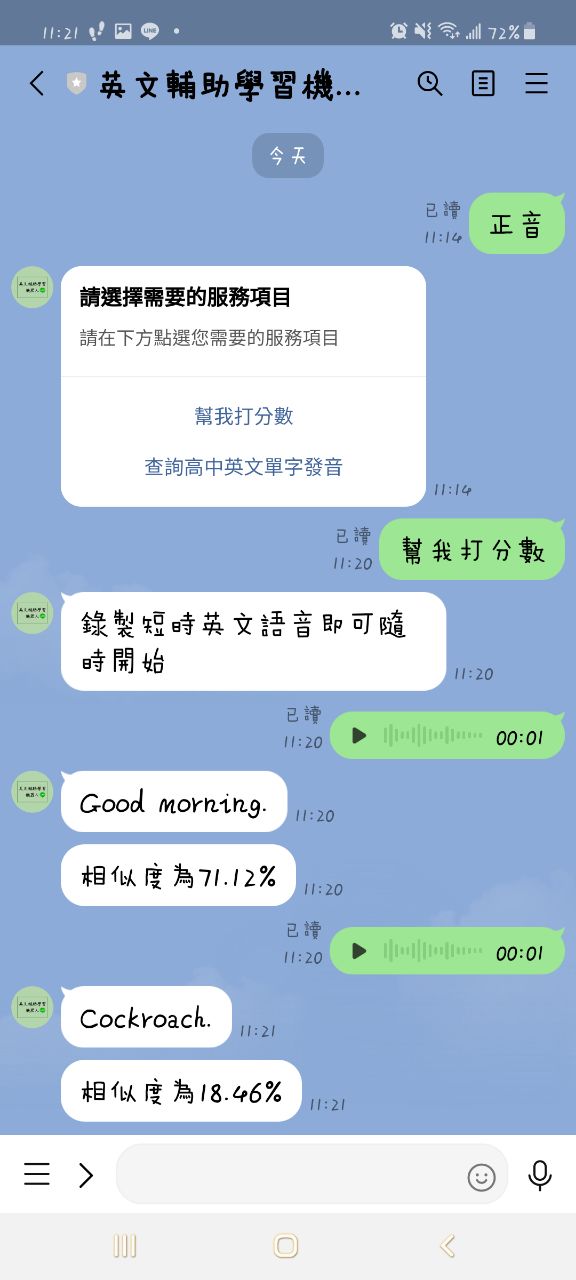 11:21
72%
英文輔助學習機...
今天
已讀
11:14
正音
請選擇需要的服務項目
請在下方點選您需要的服務項目
幫我打分數
查詢高中英文單字發音
11:14
已讀
11:20
幫我打分數
錄製短時英文語音即可隨
時開始
11:20
已讀
11:20
00:01
Good morning.
11:20
相似度為71.12%
11:20
已讀
11:20
00:01
Cockroach.
11:21
相似度為18.46%
11:21